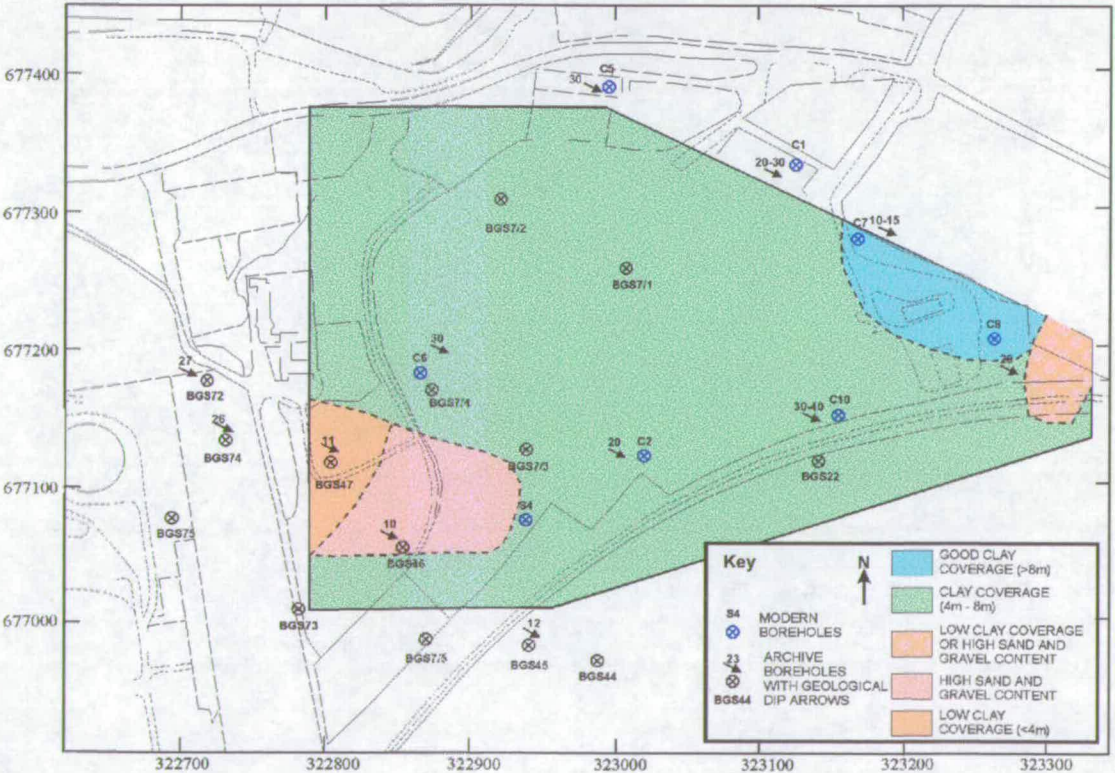 677400
677300
677200
677100
677000
322700
322800
322900
323000
323100
323200
323300
C5
30
C1
20-30
C7
10-15
BGS7/2
BGS7/1
C8
C6
BGS7/4
27
BGS72
26
BGS74
C10
30-40
C2
20
BGS7/3
BGS22
11
BGS47
S4
10
BGS46
BGS75
BGS73
BGS7/5
12
BGS45
BGS44
Key
N
S4
MODERN
BOREHOLES
23
ARCHIVE
BOREHOLES
WITH GEOLOGICAL
BGS44
DIP ARROWS
GOOD CLAY
COVERAGE (>8m)
CLAY COVERAGE
(4m - 8m)
LOW CLAY COVERAGE
OR HIGH SAND AND
GRAVEL CONTENT
HIGH SAND AND
GRAVEL CONTENT
LOW CLAY
COVERAGE (<4m)